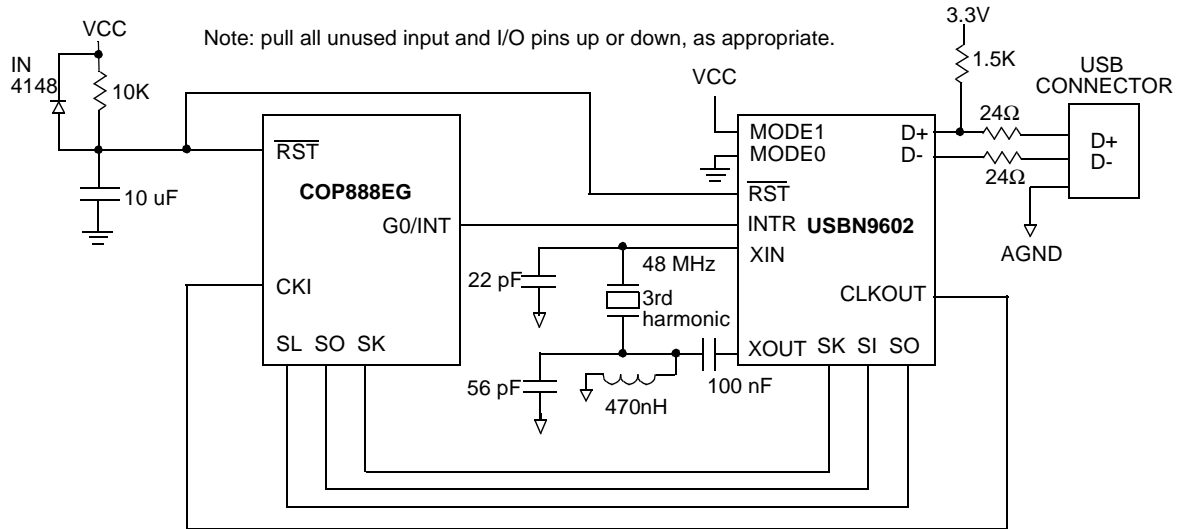 Note: pull all unused input and I/O pins up or down, as appropriate.
VCC
IN
4148
10K
10 uF
RST
COP888EG
G0/INT
CKI
SL SO SK
VCC
MODE1
MODE0
RST
INTR USBN9602
XIN
CLKOUT
XOUT SK SI SO
D+
D-
3.3V
1.5K
24Ω
24Ω
USB
CONNECTOR
D+
D-
AGND
22 pF
48 MHz
3rd
harmonic
56 pF
470nH
100 nF